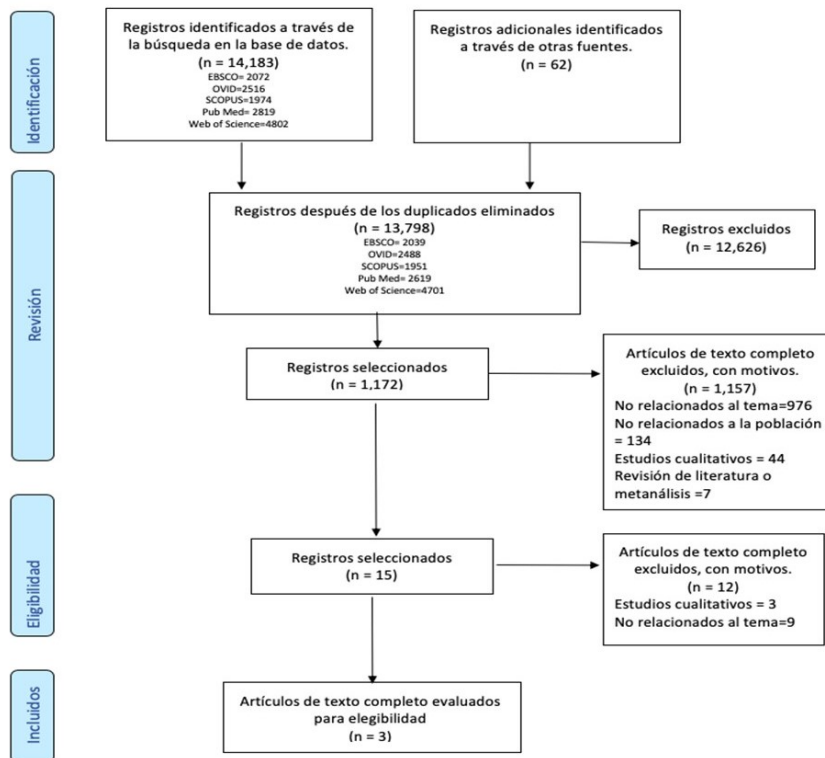 Identificación
Registros identificados a través de
la búsqueda en la base de datos.
(n = 14,183)
EBSCO= 2072
OVID=2516
SCOPUS=1974
Pub Med= 2819
Web of Science=4802
Registros adicionales identificados
a través de otras fuentes.
(n = 62)
Revisión
Registros después de los duplicados eliminados
(n = 13,798)
EBSCO= 2039
OVID=2488
SCOPUS=1951
Pub Med= 2619
Web of Science=4701
Registros excluidos
(n = 12,626)
Registros seleccionados
(n = 1,172)
Artículos de texto completo
excluidos, con motivos.
(n = 1,157)
No relacionados al tema=976
No relacionados a la población
= 134
Estudios cualitativos = 44
Revisión de literatura o
metanálisis =7
Eligibilidad
Registros seleccionados
(n = 15)
Artículos de texto completo
excluidos, con motivos.
(n = 12)
Estudios cualitativos = 3
No relacionados al tema=9
Incluidos
Artículos de texto completo evaluados
para elegibilidad
(n = 3)